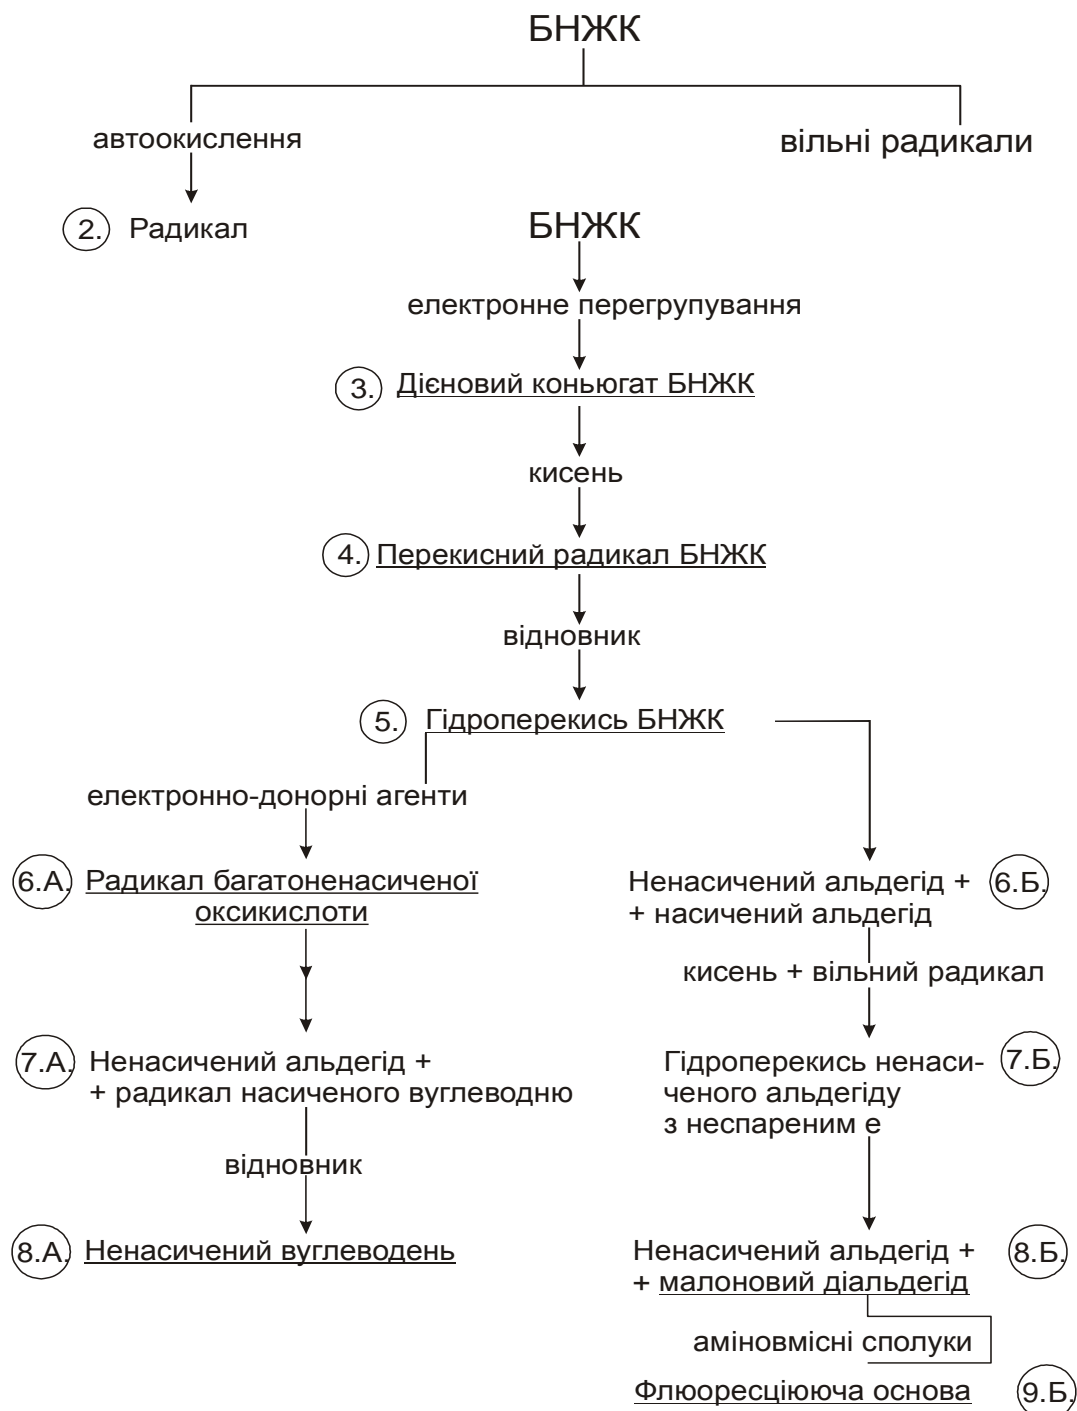 БНЖК
автоокислення
вільні радикали
2. Радикал
БНЖК
електронне перегрупування
3. Дієновий коньюгат БНЖК
кисень
4. Перекисний радикал БНЖК
відновник
5. Гідроперекись БНЖК
електронно-донорні агенти
6.А. Радикал багатоненасиченої
оксикислоти
Ненасичений альдегід + 6.Б.
+ насичений альдегід
кисень + вільний радикал
7.А. Ненасичений альдегід +
+ радикал насиченого вуглеводню
Гідроперекись ненаси- 7.Б.
ченого альдегіду
з неспареним е
відновник
8.А. Ненасичений вуглеводень
Ненасичений альдегід + 8.Б.
+ малоновий діальдегід
аміновмісні сполуки
Флюоресціююча основа 9.Б.